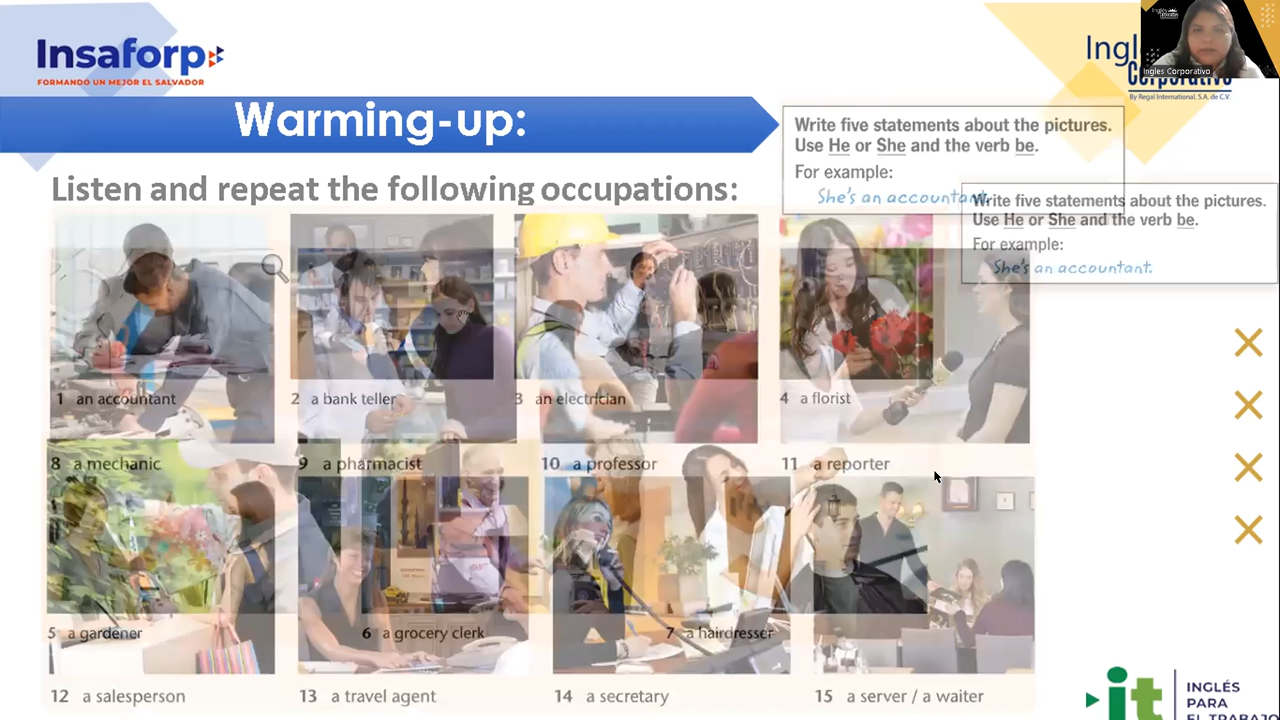 Insaforp
FORMANDO UN MEJOR EL SALVADOR
Warming-up:
Listen and repeat the following occupations:
Write five statements about the pictures.
Use He or She and the verb be.
For example:
She's an accountant
Write five statements about the pictures.
Use He or She and the verb be.
For example:
She's an accountant.
Ingles Corporativo
Corporativo
By Regal International, S.A. de C.V.
1 an accountant
2 a bank teller
3 an electrician
4 a florist
8 a mechanic
9 a pharmacist
10 a professor
11 a reporter
5 a gardener
6 a grocery clerk
7 a hairdresser
12 a salesperson
13 a travel agent
14 a secretary
15 a server / a waiter
it
INGLÉS
PARA
EL TRABAJO